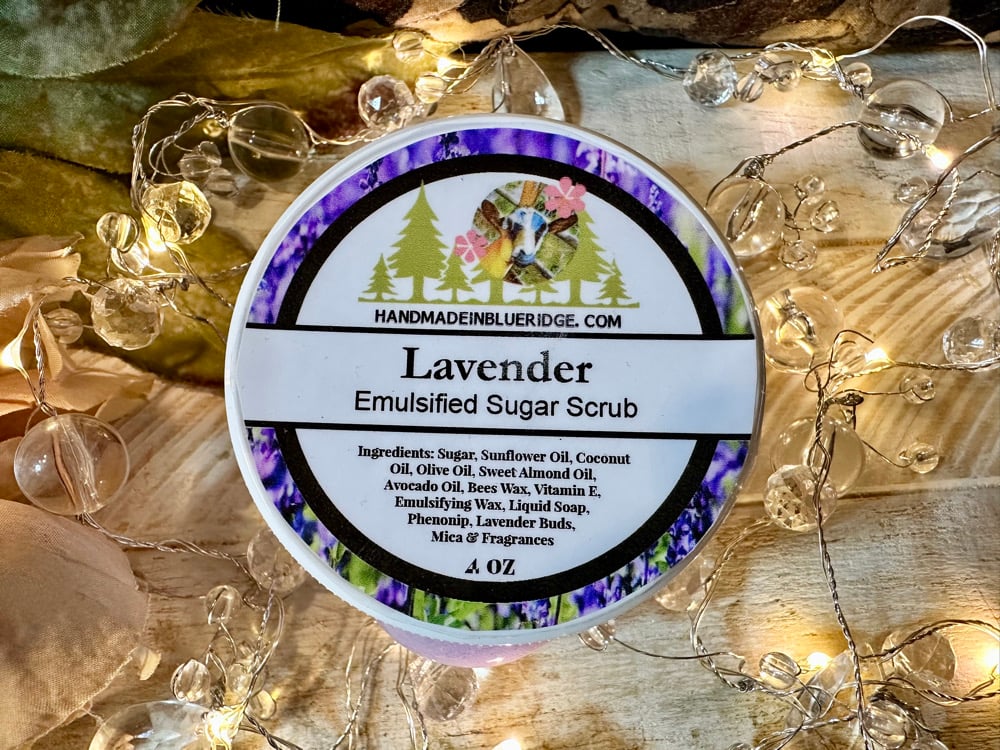 HANDMADEINBLUERIDGE. COM
Lavender
Emulsified Sugar Scrub
Ingredients: Sugar, Sunflower Oil, Coconut
Oil, Olive Oil, Sweet Almond Oil,
Avocado Oil, Bees Wax, Vitamin E,
Emulsifying Wax, Liquid Soap,
Phenonip, Lavender Buds,
Mica & Fragrances
4 OZ